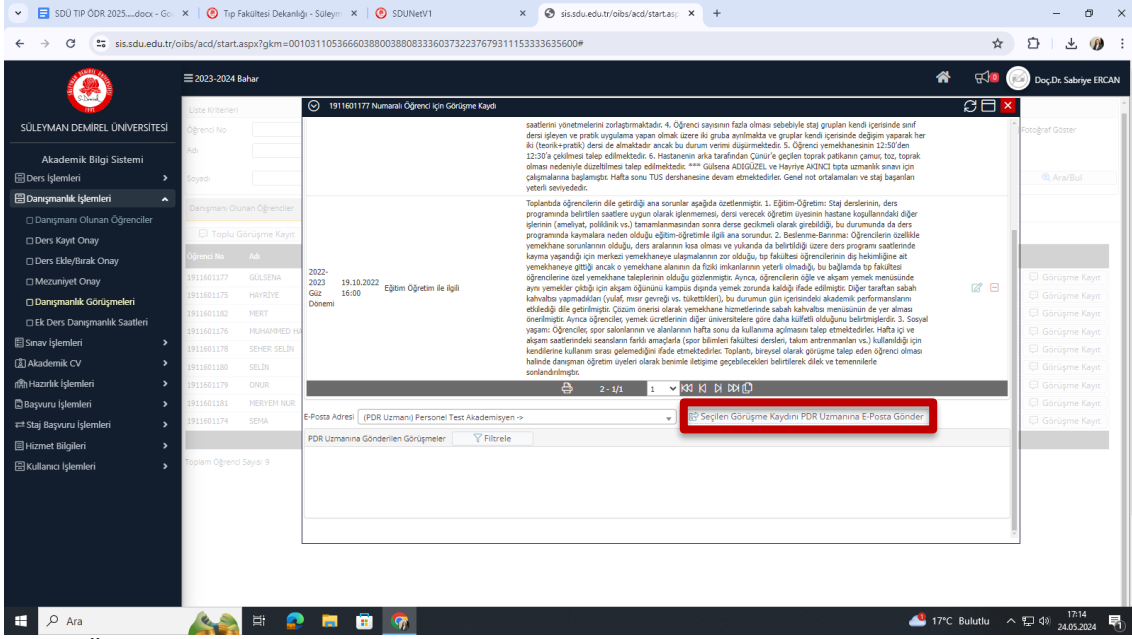 SDÜ TIP ÖDR 2025....docx - Go
Tıp Fakültesi Dekanlığı - Süleym
SDUNetV1
sis.sdu.edu.tr/oibs/acd/start.asp
sis.sdu.edu.tr/oibs/acd/start.aspx?gkm=00103110536660388003880833360373223767931115333363 5600#
1881
SÜLEYMAN DEMİREL ÜNİVERSİTESİ
2023-2024 Bahar
0
Doç.Dr. Sabriye ERCAN
Akademik Bilgi Sistemi
Ders İşlemleri
Danışmanlık İşlemleri
Danışmanı Olunan Öğrenciler
Ders Kayıt Onay
Ders Ekle/Bırak Onay
Mezuniyet Onay
Danışmanlık Görüşmeleri
Ek Ders Danışmanlık Saatleri
Sınav İşlemleri
Akademik CV
Hazırlık İşlemleri
Başvuru İşlemleri
Staj Başvuru İşlemleri
Hizmet Bilgileri
Kullanıcı İşlemleri
Liste Kriterleri
Öğrenci No
Adı
Soyadı
Fotoğraf Göster
Ara/Bul
Danışmanı Olunan Öğrenciler
Toplu Görüşme Kayıt
Öğrenci No Adı
1911601177 GÜLSENA Görüşme Kayıt
1911601175 HAYRİYE Görüşme Kayıt
1911601182 MERT Görüşme Kayıt
1911601176 MUHAMMED HA Görüşme Kayıt
1911601178 SEHER SELİN Görüşme Kayıt
1911601180 SELİN Görüşme Kayıt
1911601179 ONUR Görüşme Kayıt
1911601181 MERYEM NUR Görüşme Kayıt
1911601174 SEMA Görüşme Kayıt
Toplam Öğrenci Sayısı 9
1911601177 Numaralı Öğrenci için Görüşme Kaydı
saatlerini yönetmelerini zorlaştırmaktadır. 4. Öğrenci sayısının fazla olması sebebiyle staj grupları kendi içerisinde sınıf
dersi işleyen ve pratik uygulama yapan olmak üzere iki gruba ayrılmakta ve gruplar kendi içerisinde değişim yaparak her
iki (teorik+pratik) dersi de almaktadır ancak bu durum verimi düşürmektedir. 5. Öğrenci yemekhanesinin 12:50'den
12:30'a çekilmesi talep edilmektedir. 6. Hastanenin arka tarafından Çünür'e geçilen toprak patikanın çamur, toz, toprak
olması nedeniyle düzeltilmesi talep edilmektedir. *** Gülsena ADIGÜZEL ve Hayriye AKINCI tıpta uzmanlık sınavı için
çalışmalarına başlamıştır. Hafta sonu TUS dershanesine devam etmektedirler. Genel not ortalamaları ve staj başarıları
yeterli seviyededir.
2022-
2023
Güz
Dönemi
19.10.2022
16:00
Eğitim Öğretim ile ilgili
Toplantıda öğrencilerin dile getirdiği ana sorunlar aşağıda özetlenmiştir. 1. Eğitim-Öğretim: Staj derslerinin, ders
programında belirtilen saatlere uygun olarak işlenmemesi, dersi verecek öğretim üyesinin hastane koşullarındaki diğer
işlerinin (ameliyat, poliklinik vs.) tamamlanmasından sonra derse gecikmeli olarak girebildiği, bu durumunda da ders
programında kaymalara neden olduğu eğitim-öğretimle ilgili ana sorundur. 2. Beslenme-Barınma: Öğrencilerin özellikle
yemekhane sorunlarının olduğu, ders aralarının kısa olması ve yukarıda da belirtildiği üzere ders programı saatlerinde
kayma yaşandığı için merkezi yemekhaneye ulaşmalarının zor olduğu, tıp fakültesi öğrencilerinin diş hekimliğine ait
yemekhaneye gittiği ancak o yemekhane alanının da fiziki imkanlarının yeterli olmadığı, bu bağlamda tıp fakültesi
öğrencilerine özel yemekhane taleplerinin olduğu gözlenmiştir. Ayrıca, öğrencilerin öğle ve akşam yemek menüsünde
aynı yemekler çıktığı için akşam öğününü kampüs dışında yemek zorunda kaldığı ifade edilmiştir. Diğer taraftan sabah
kahvaltısı yapmadıkları (yulaf, mısır gevreği vs. tükettikleri), bu durumun gün içerisindeki akademik performanslarını
etkilediği dile getirilmiştir. Çözüm önerisi olarak yemekhane hizmetlerinde sabah kahvaltısı menüsünün de yer alması
önerilmiştir. Ayrıca öğrenciler, yemek ücretlerinin diğer üniversitelere göre daha külfetli olduğunu belirtmişlerdir. 3. Sosyal
yaşam: Öğrenciler, spor salonlarının ve alanlarının hafta sonu da kullanıma açılmasını talep etmektedirler. Hafta içi ve
akşam saatlerindeki seansların farklı amaçlarla (spor bilimleri fakültesi dersleri, takım antrenmanları vs.) kullanıldığı için
kendilerine kullanım sırası gelemediğini ifade etmektedirler. Toplantı, bireysel olarak görüşme talep eden öğrenci olması
halinde danışman öğretim üyeleri olarak benimle iletişime geçebilecekleri belirtilerek dilek ve temennilerle
sonlandırılmıştır.
2 - 1/1 1
E-Posta Adresi (PDR Uzmanı) Personel Test Akademisyen -> Seçilen Görüşme Kaydını PDR Uzmanına E-Posta Gönder
PDR Uzmanına Gönderilen Görüşmeler Filtrele
Ara
17°C Bulutlu
17:14
24.05.2024